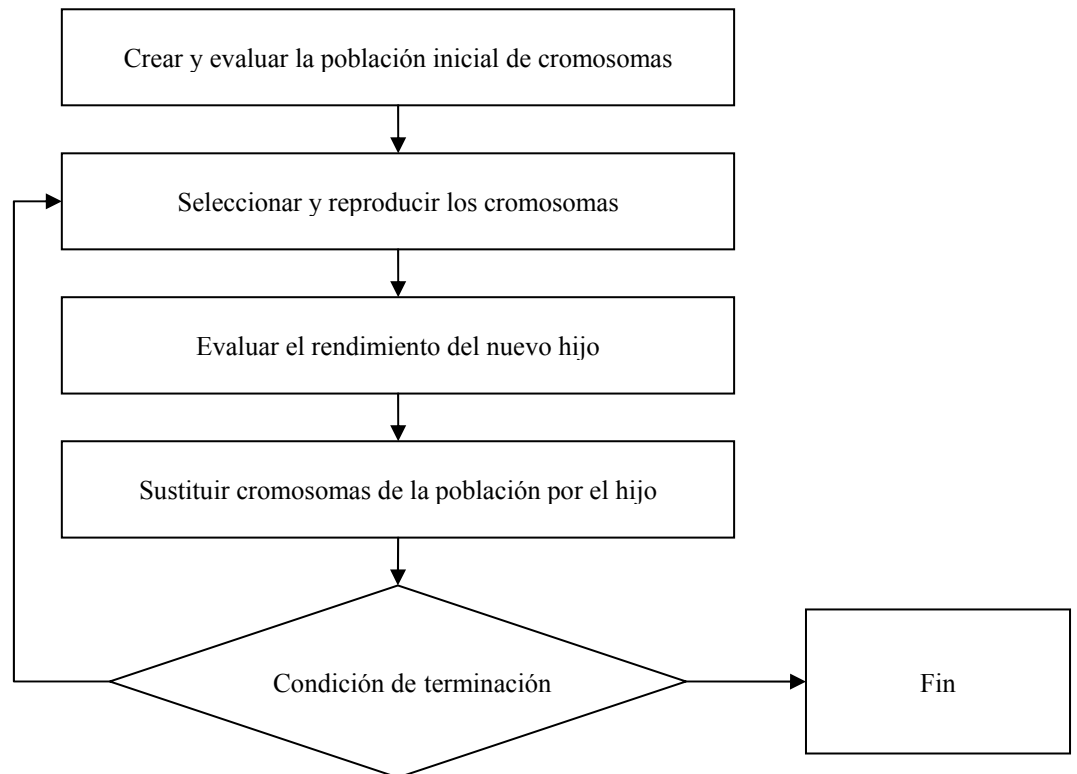 Crear y evaluar la población inicial de cromosomas
Seleccionar y reproducir los cromosomas
Evaluar el rendimiento del nuevo hijo
Sustituir cromosomas de la población por el hijo
Condición de terminación
Fin